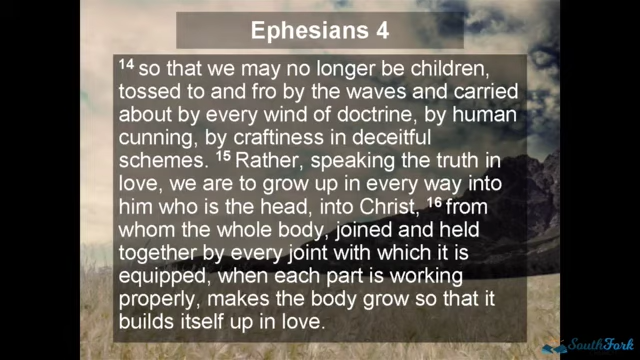 Ephesians 4
14 so that we may no longer be children,
tossed to and fro by the waves and carried
about by every wind of doctrine, by human
cunning, by craftiness in deceitful
schemes. 15 Rather, speaking the truth in
love, we are to grow up in every way into
him who is the head, into Christ, 16 from
whom the whole body, joined and held
together by every joint with which it is
equipped, when each part is working
properly, makes the body grow so that it
builds itself up in love.
SouthFork